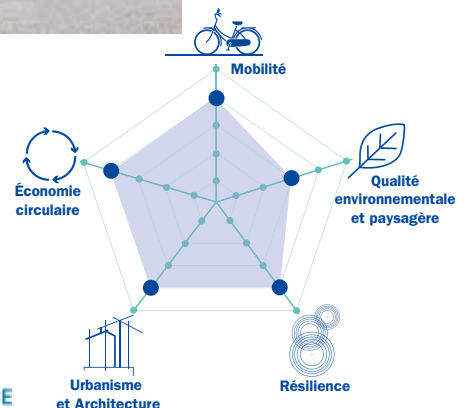 Mobilité
Qualité
environnementale
et paysagère
Économie
circulaire
Urbanisme
et Architecture
Résilience